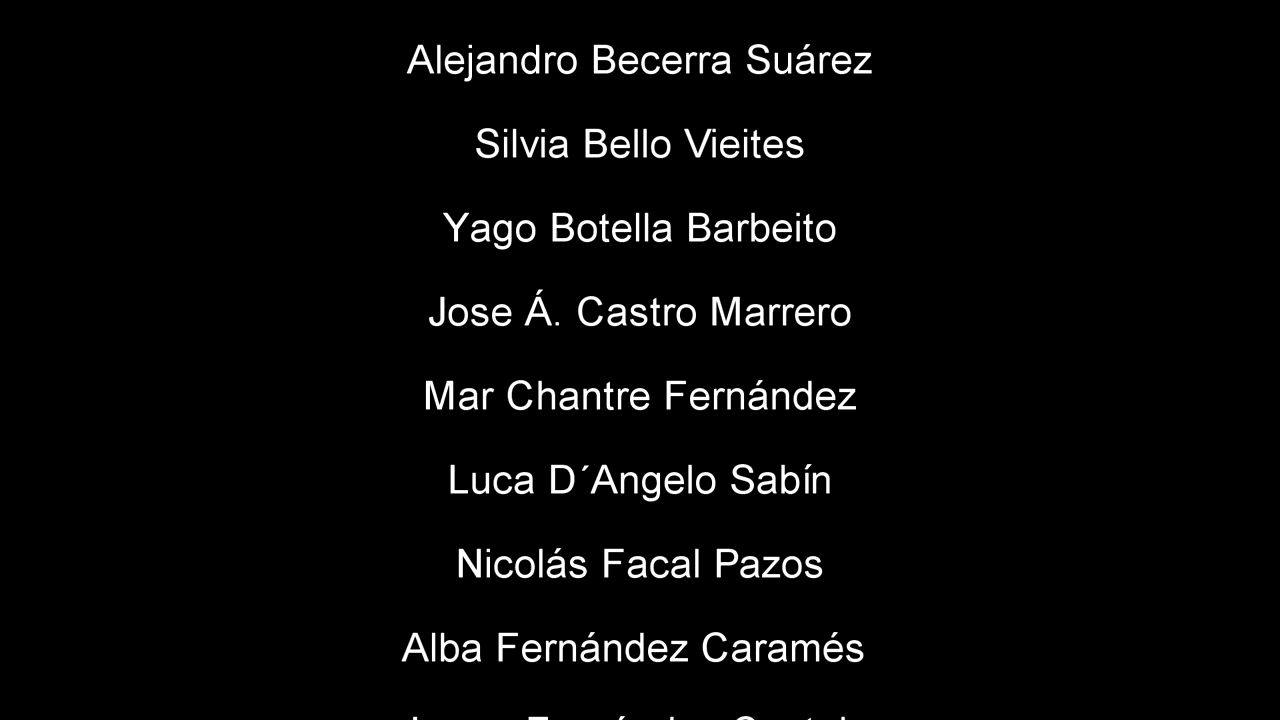 Alejandro Becerra Suárez
Silvia Bello Vieites
Yago Botella Barbeito
Jose Á. Castro Marrero
Mar Chantre Fernández
Luca D´Angelo Sabín
Nicolás Facal Pazos
Alba Fernández Caramés